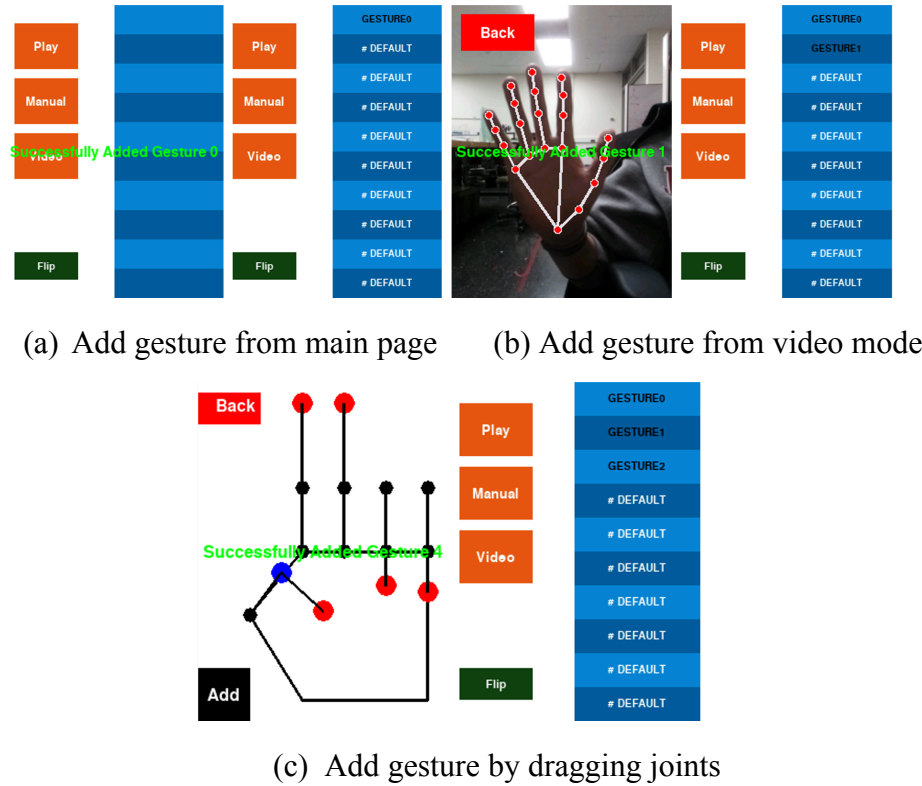 Play
Manual
Video
Successfully Added Gesture 0
Flip
Play
Manual
Video
Flip
GESTURE0
# DEFAULT
# DEFAULT
# DEFAULT
# DEFAULT
# DEFAULT
# DEFAULT
# DEFAULT
# DEFAULT
# DEFAULT
Back
Successfully Added Gesture 1
Play
Manual
Video
Flip
GESTURE0
GESTURE1
# DEFAULT
# DEFAULT
# DEFAULT
# DEFAULT
# DEFAULT
# DEFAULT
# DEFAULT
# DEFAULT
(a) Add gesture from main page
(b) Add gesture from video mode
Back
Successfully Added Gesture 4
Add
Play
Manual
Video
Flip
GESTURE0
GESTURE1
GESTURE2
# DEFAULT
# DEFAULT
# DEFAULT
# DEFAULT
# DEFAULT
# DEFAULT
# DEFAULT
(c) Add gesture by dragging joints